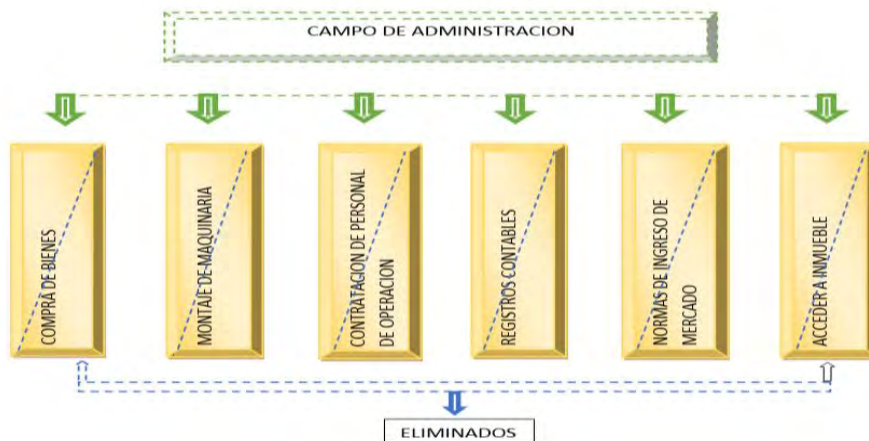 CAMPO DE ADMINISTRACION
COMPRA DE BIENES
MONTAJE DE MAQUINARIA
CONTRATACION DE PERSONAL
DE OPERACION
REGISTROS CONTABLES
NORMAS DE INGRESO DE
MERCADO
ACCEDER A INMUEBLE
ELIMINADOS